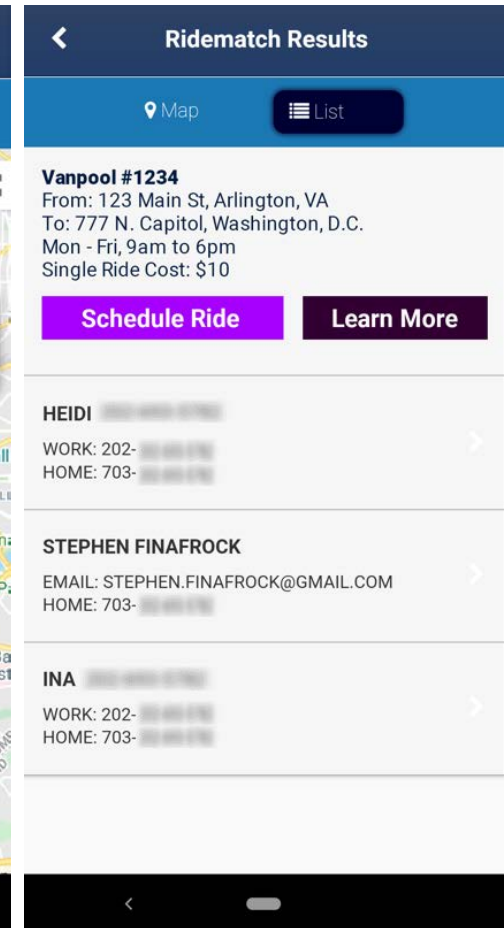 Ridematch Results
Map
List
Vanpool #1234
From: 123 Main St, Arlington, VA
To: 777 N. Capitol, Washington, D.C.
Mon - Fri, 9am to 6pm
Single Ride Cost: $10
Schedule Ride
Learn More
HEIDI
WORK: 202-
HOME: 703-
STEPHEN FINAFROCK
EMAIL: STEPHEN.FINAFROCK@GMAIL.COM
HOME: 703-
INA
WORK: 202-
HOME: 703-